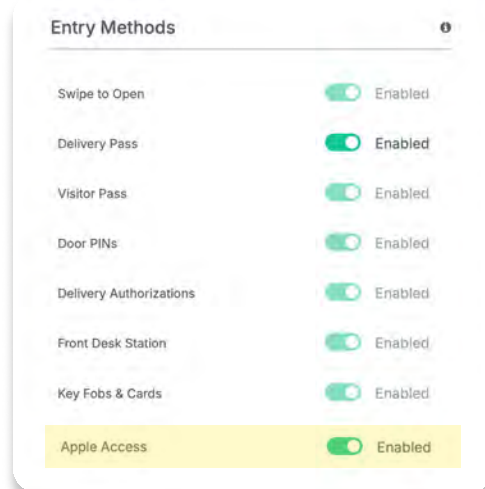 Entry Methods
Swipe to Open Enabled
Delivery Pass Enabled
Visitor Pass Enabled
Door PINs Enabled
Delivery Authorizations Enabled
Front Desk Station Enabled
Key Fobs & Cards Enabled
Apple Access Enabled